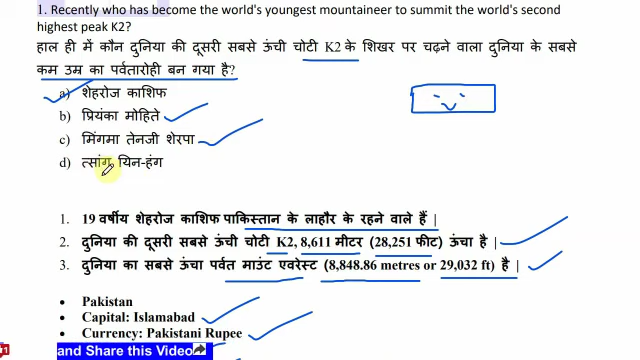 1. Recently who has become the world's youngest mountaineer to summit the world's second
highest peak K2?
हाल ही में कौन दुनिया की दूसरी सबसे ऊंची चोटी K2 के शिखर पर चढ़ने वाला दुनिया के सबसे
कम उम्र का पर्वतारोही बन गया है?
a) शेहरोज काशिफ
b) प्रियंका मोहिते
c) मिंगमा तेनजी शेरपा
d) त्सांग यिन-हंग
1. 19 वर्षीय शेहरोज काशिफ पाकिस्तान के लाहौर के रहने वाले हैं |
2. दुनिया की दूसरी सबसे ऊंची चोटी K2, 8,611 मीटर (28,251 फीट) ऊंचा है |
3. दुनिया का सबसे ऊंचा पर्वत माउंट एवरेस्ट (8,848.86 metres or 29,032 ft) है |
• Pakistan
• Capital: Islamabad
• Currency: Pakistani Rupee
and Share this Video